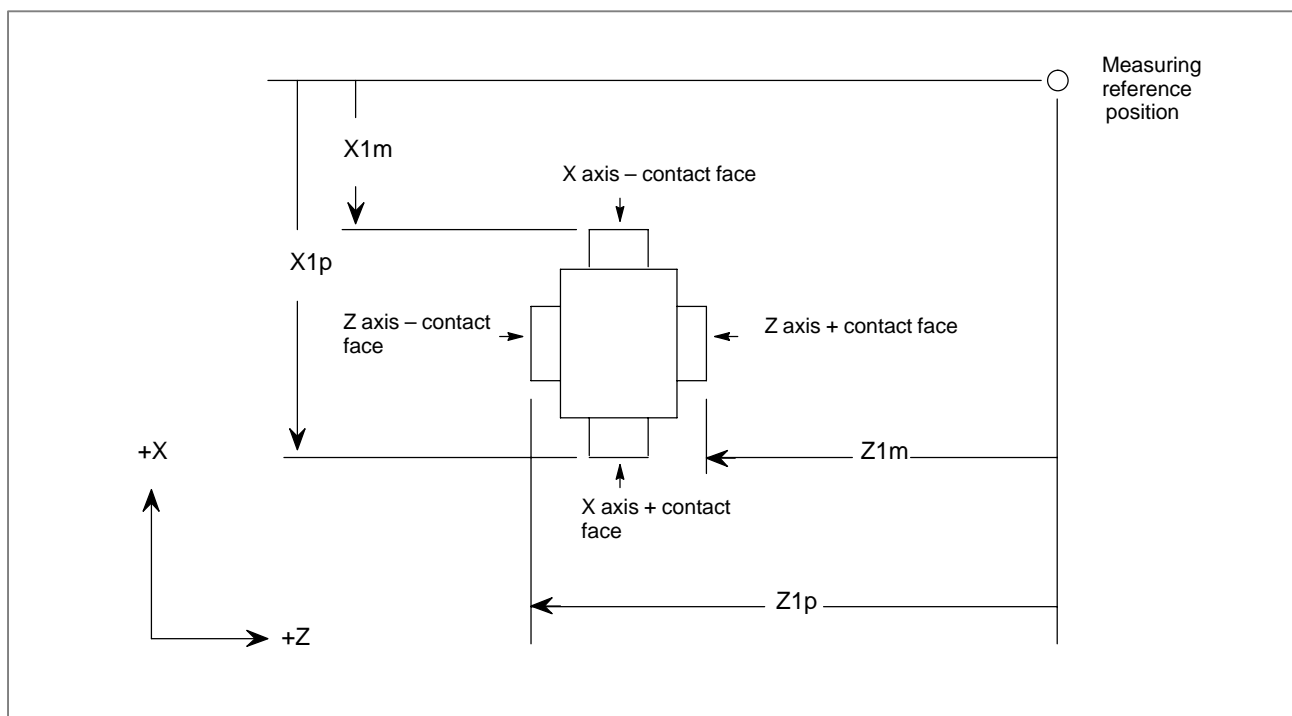 Measuring
reference
position
X1m
X axis – contact face
X1p
Z axis – contact
face
Z axis + contact face
+X
Z1m
X axis + contact
face
Z1p
+Z